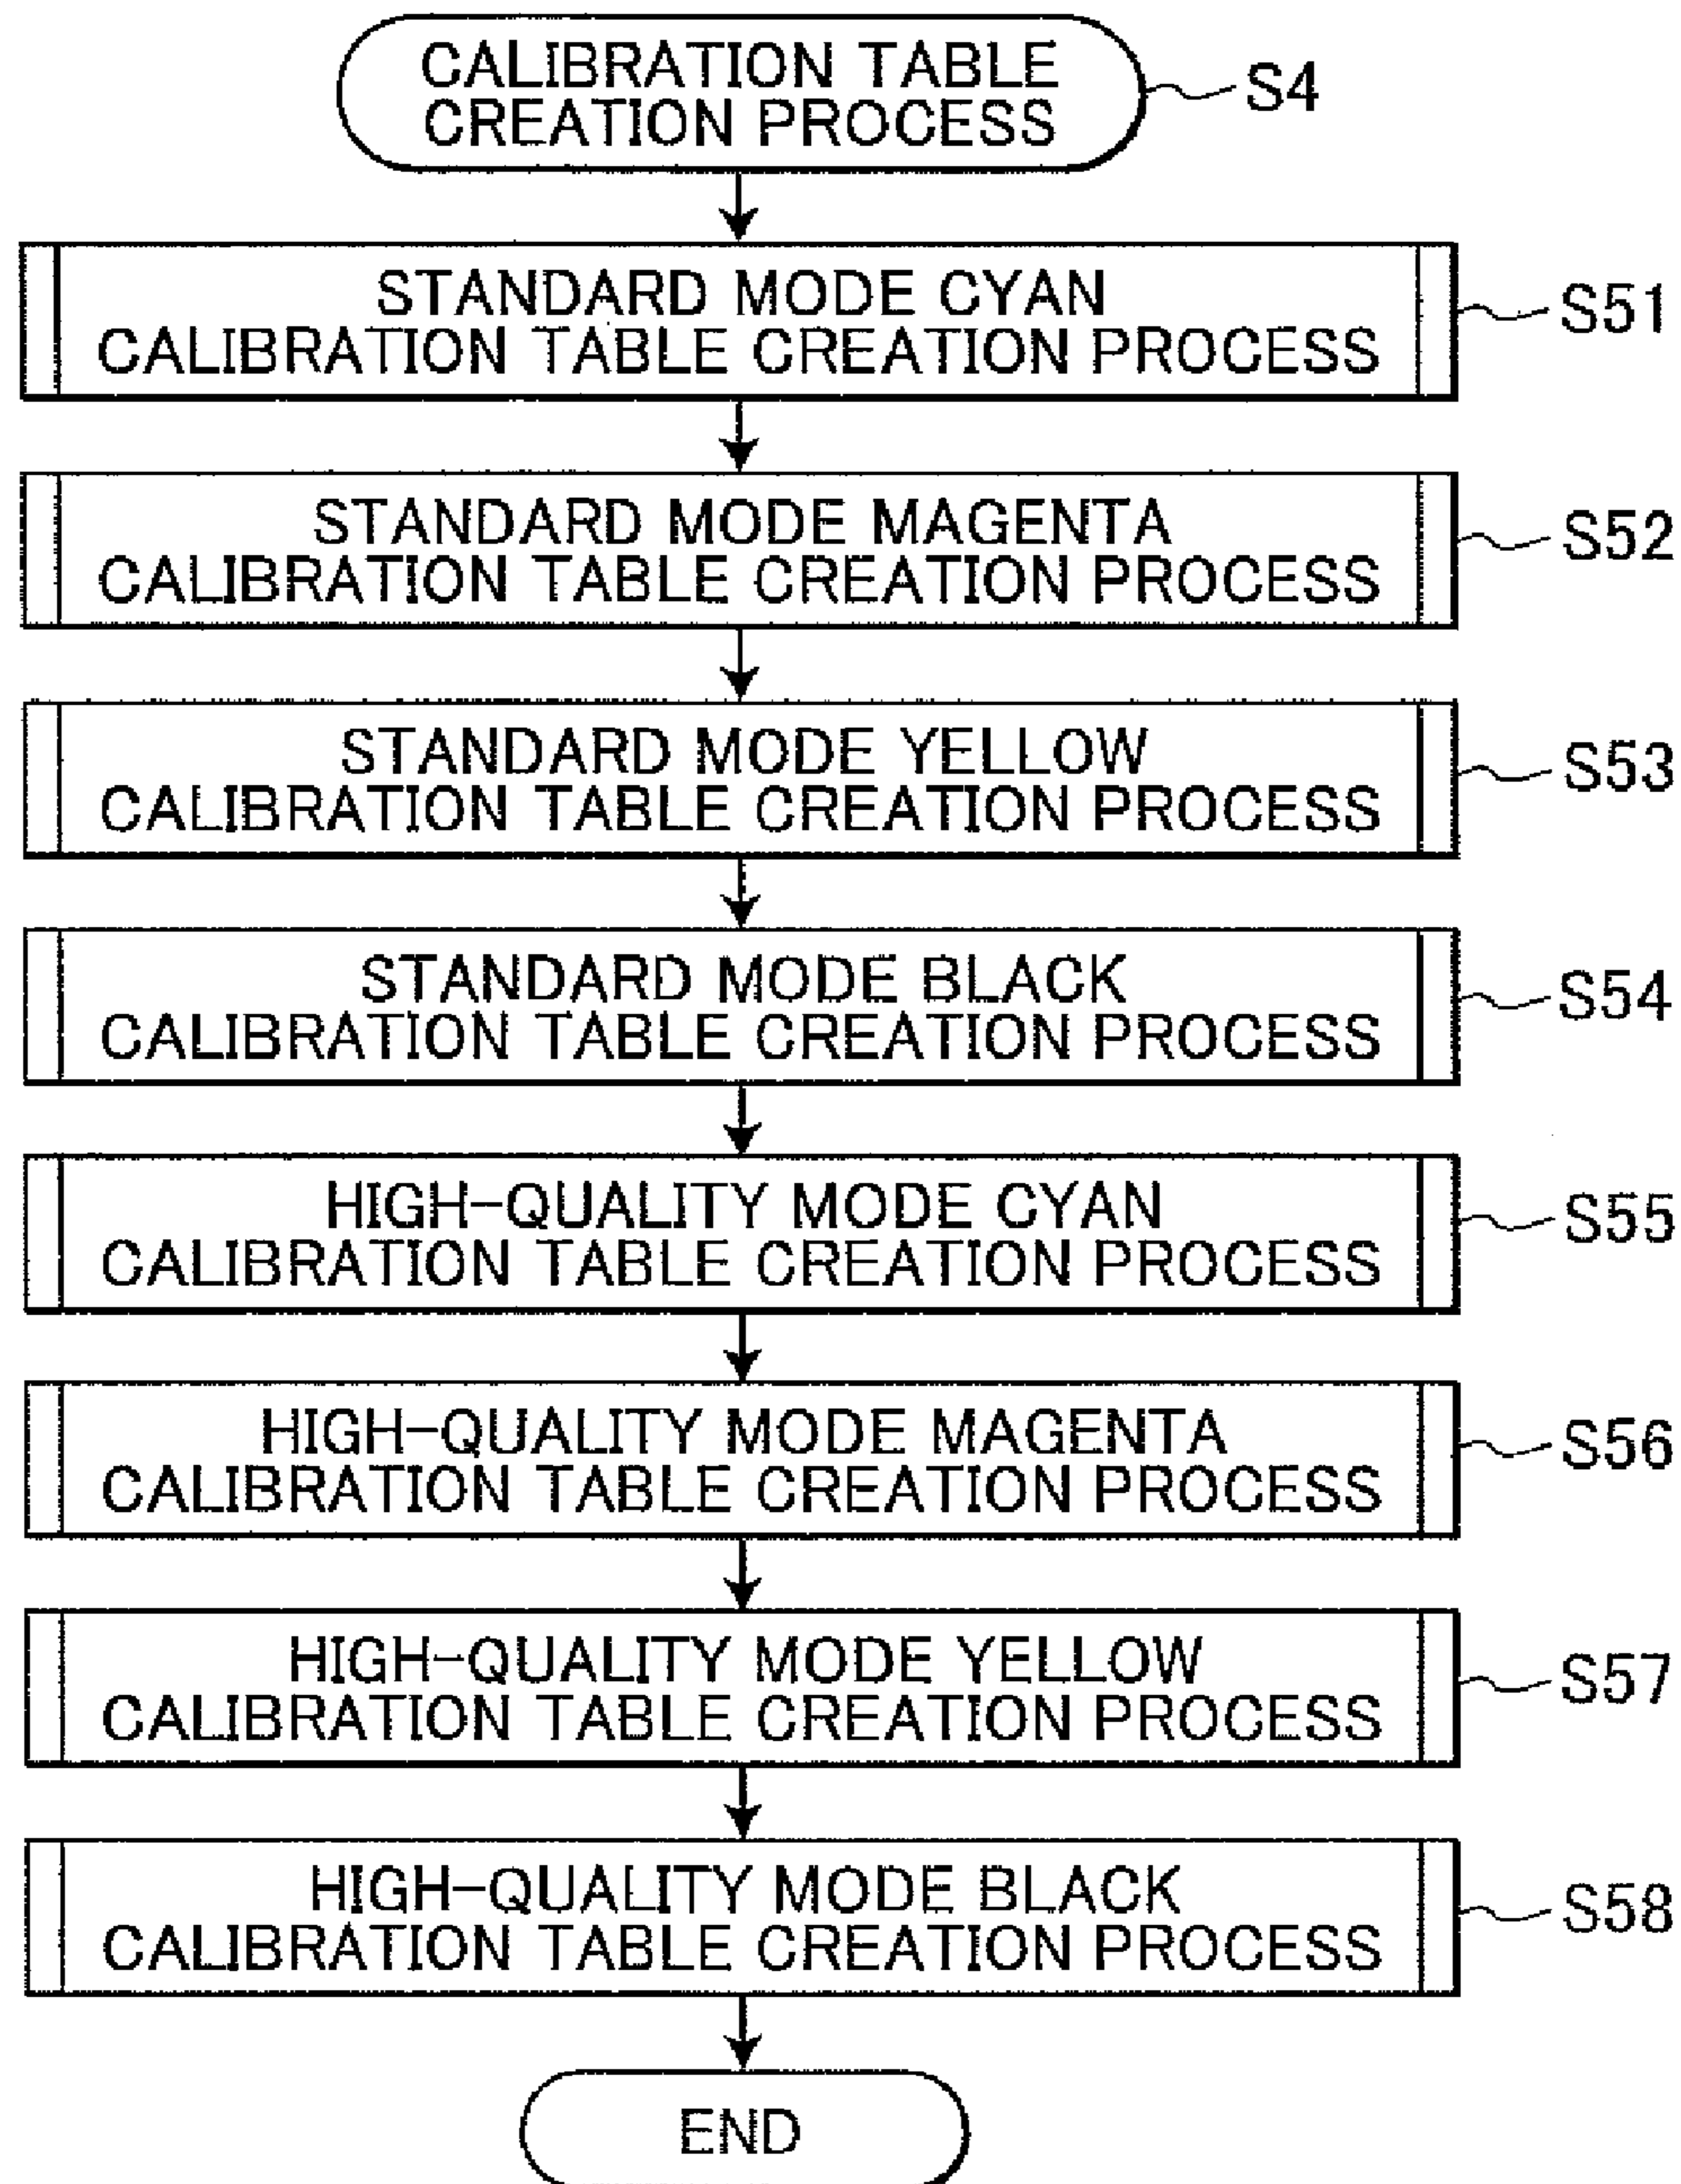 CALIBRATION TABLE
CREATION PROCESS
S4
STANDARD MODE CYAN
CALIBRATION TABLE CREATION PROCESS
S51
STANDARD MODE MAGENTA
CALIBRATION TABLE CREATION PROCESS
S52
STANDARD MODE YELLOW
CALIBRATION TABLE CREATION PROCESS
S53
STANDARD MODE BLACK
CALIBRATION TABLE CREATION PROCESS
S54
HIGH-QUALITY MODE CYAN
CALIBRATION TABLE CREATION PROCESS
S55
HIGH-QUALITY MODE MAGENTA
CALIBRATION TABLE CREATION PROCESS
S56
HIGH-QUALITY MODE YELLOW
CALIBRATION TABLE CREATION PROCESS
S57
HIGH-QUALITY MODE BLACK
CALIBRATION TABLE CREATION PROCESS
S58
END